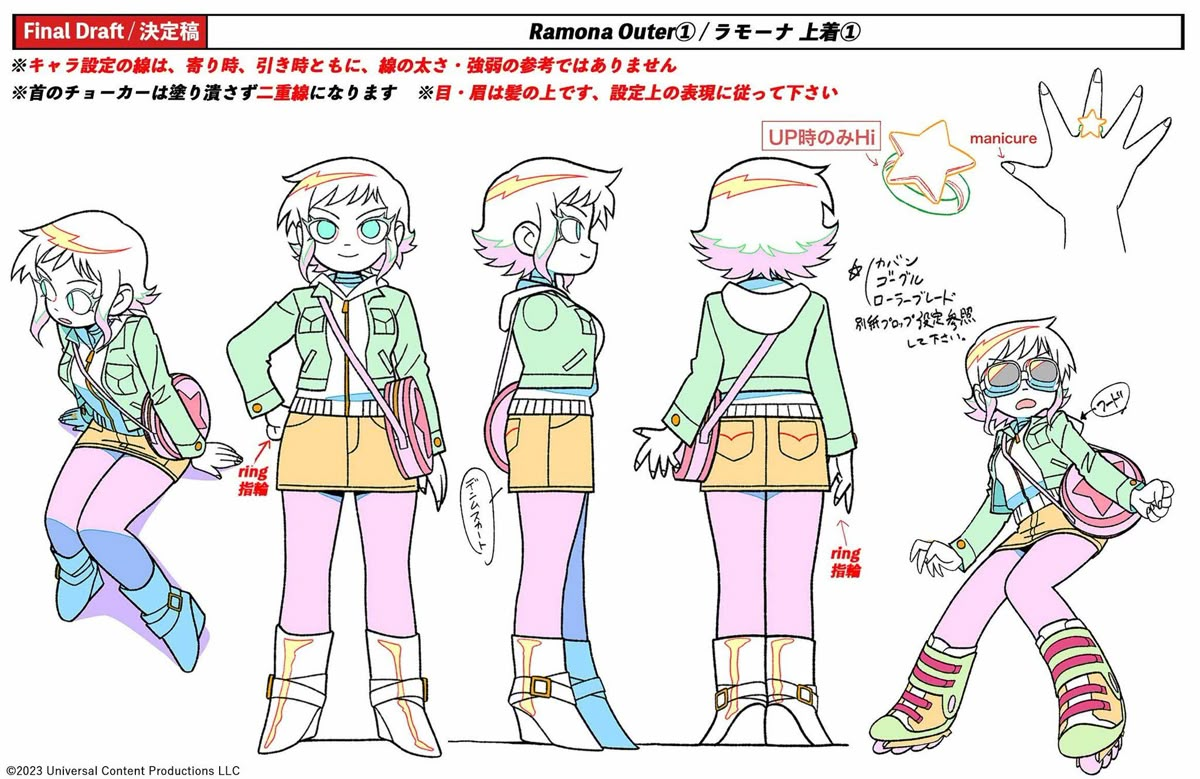 Final Draft / 決定稿
Ramona Outer① / ラモーナ 上着①
※キャラ設定の線は、寄り時、引き時ともに、線の太さ・強弱の参考ではありません
※首のチョーカーは塗り潰さず二重線になります ※目・眉は髪の上です、設定上の表現に従って下さい
UP時のみHi
manicure
☆カバン
ゴーグル
ローラーブレード
別紙プロップ設定参照
して下さい。
フード
ring
指輪
デニムスカート
ring
指輪
©2023 Universal Content Productions LLC